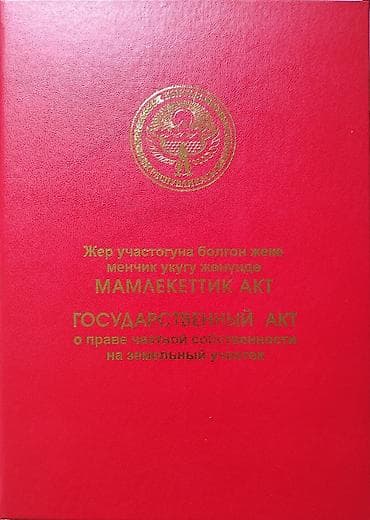 Жер участогуна болгон жеке
менчик укугу жөнүндө
МАМЛЕКЕТТИК АКТ
ГОСУДАРСТВЕННЫЙ АКТ
о праве частной собственности
на земельный участок